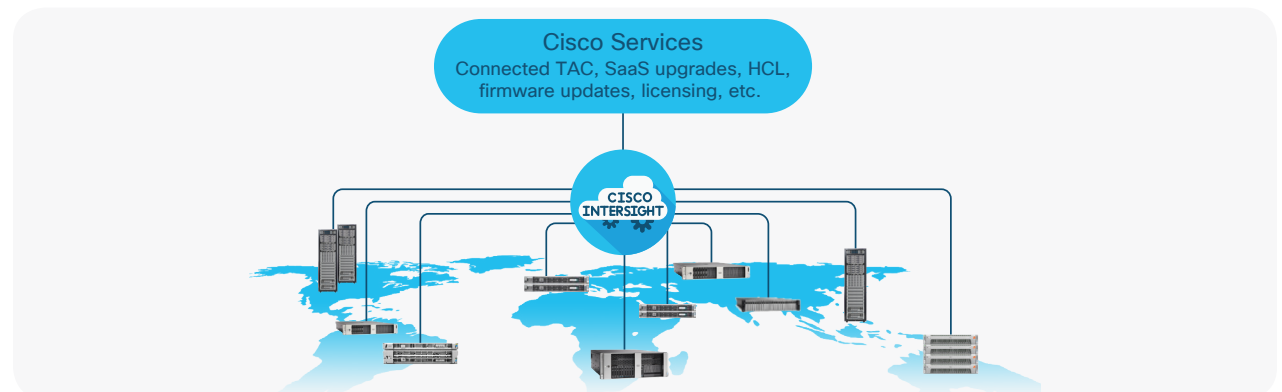 Cisco Services
Connected TAC, SaaS upgrades, HCL,
firmware updates, licensing, etc.
CISCO
INTERSIGHT